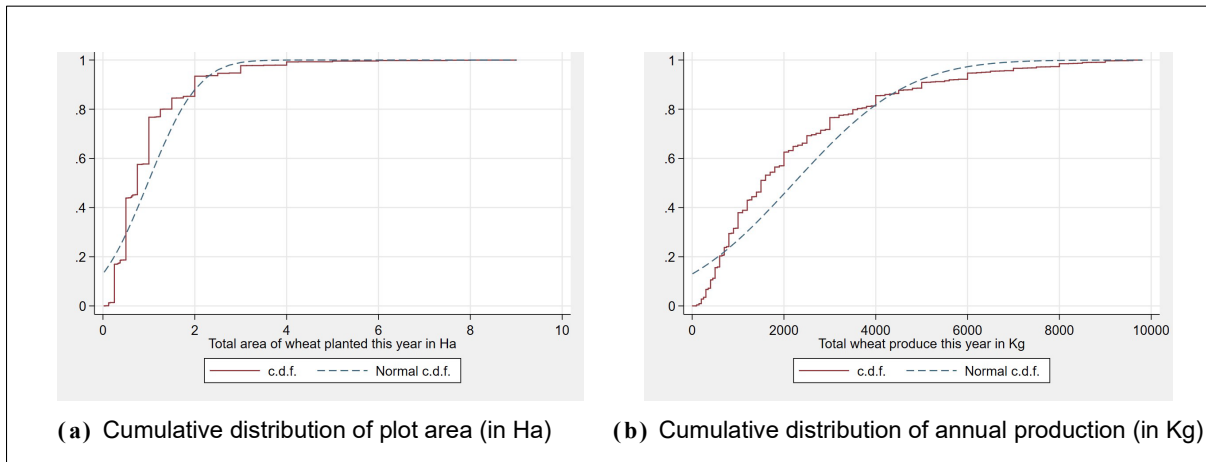 1
.8
.6
.4
.2
0
0 2 4 6 8 10
Total area of wheat planted this year in Ha
c.d.f. Normal c.d.f.
(a) Cumulative distribution of plot area (in Ha)
1
.8
.6
.4
.2
0
0 2000 4000 6000 8000 10000
Total wheat produce this year in Kg
c.d.f. Normal c.d.f.
(b) Cumulative distribution of annual production (in Kg)